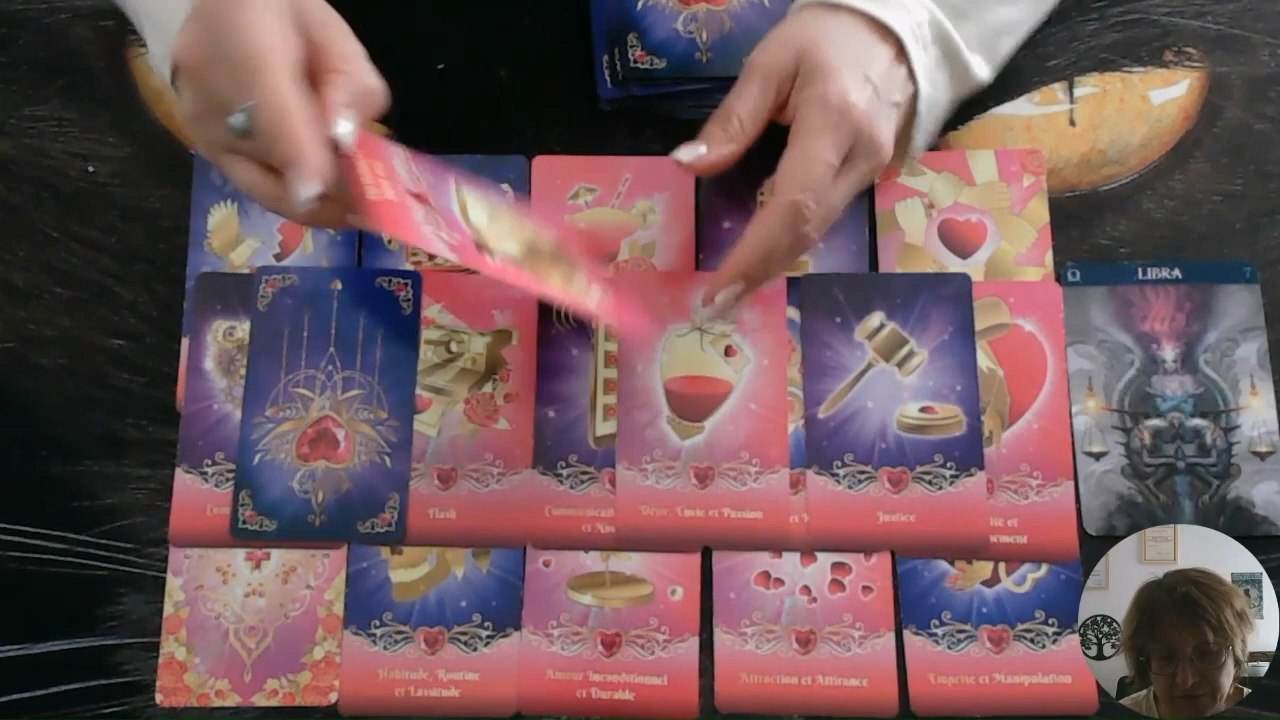 LIBRA 7
Flash
Communicat
Désir, Envie et Passion
Justice
Habitude, Routine
et Lassitude
Amour Inconditionnel
et Durable
Attraction et Attirance
Emprise et Manipulation